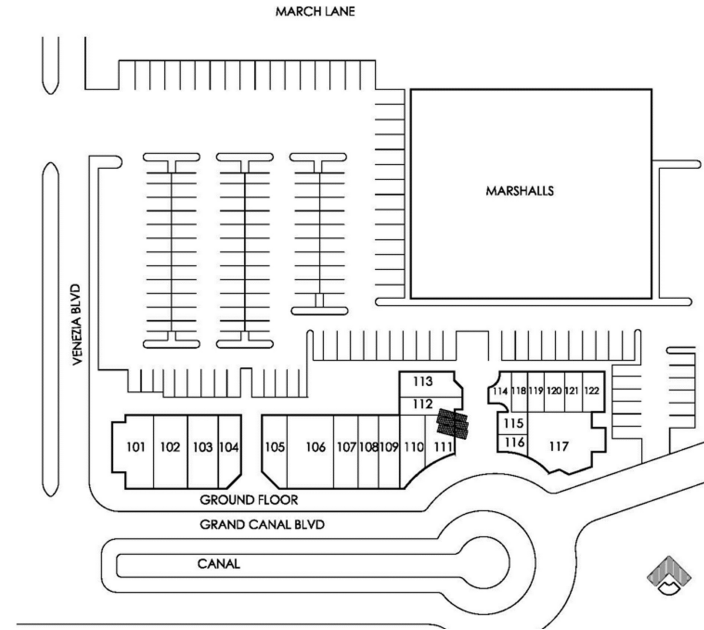 MARCH LANE
MARSHALLS
VENEZIA BLVD
113
112
114 118 119 120 121 122
115
116
117
101 102 103 104 105 106 107 108 109 110 111
GROUND FLOOR
GRAND CANAL BLVD
CANAL